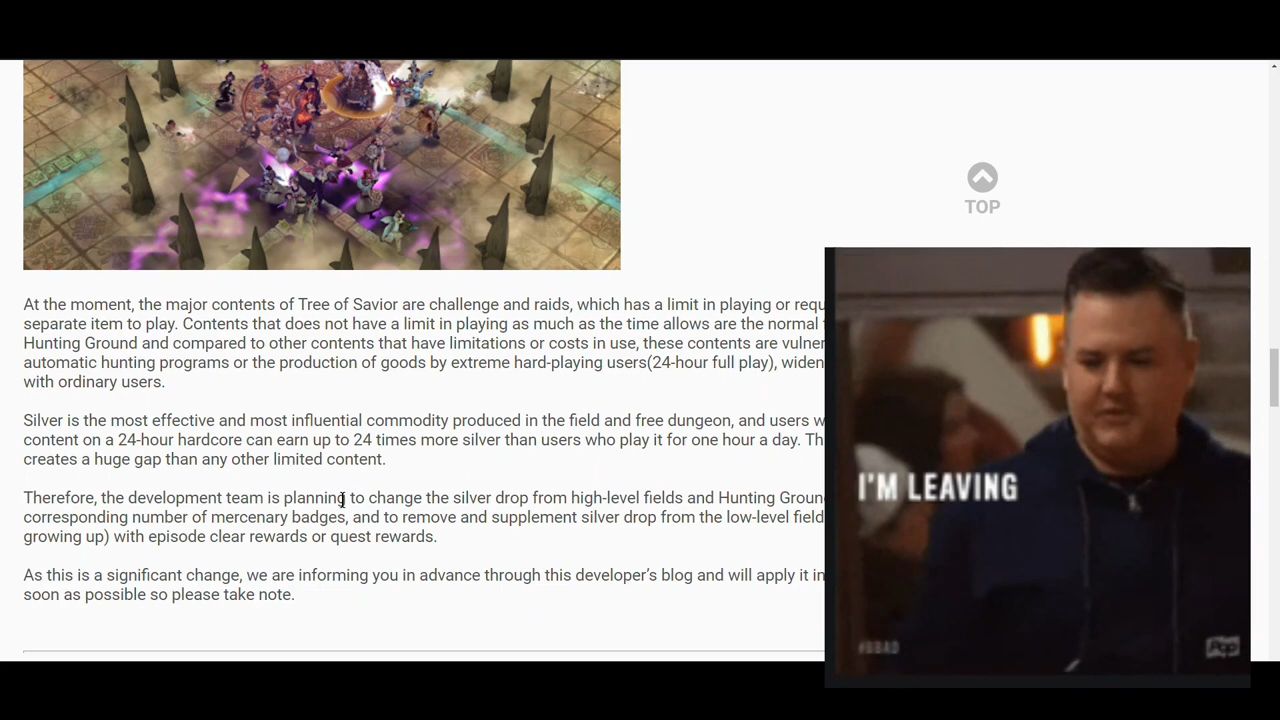 TOP
At the moment, the major contents of Tree of Savior are challenge and raids, which has a limit in playing or
separate item to play. Contents that does not have a limit in playing as much as the time allows are the normal
Hunting Ground and compared to other contents that have limitations or costs in use, these contents are
automatic hunting programs or the production of goods by extreme hard-playing users(24-hour full play),
with ordinary users.
Silver is the most effective and most influential commodity produced in the field and free dungeon, and users
content on a 24-hour hardcore can earn up to 24 times more silver than users who play it for one hour a day.
creates a huge gap than any other limited content.
Therefore, the development team is planning to change the silver drop from high-level fields and Hunting
corresponding number of mercenary badges, and to remove and supplement silver drop from the low-level field
growing up) with episode clear rewards or quest rewards.
As this is a significant change, we are informing you in advance through this developer's blog and will apply it in
soon as possible so please take note.
I'M LEAVING
#BBAD
Pop